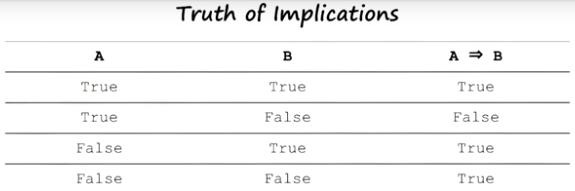 Truth of Implications
A B A ⇒ B
True True True
True False False
False True True
False False True